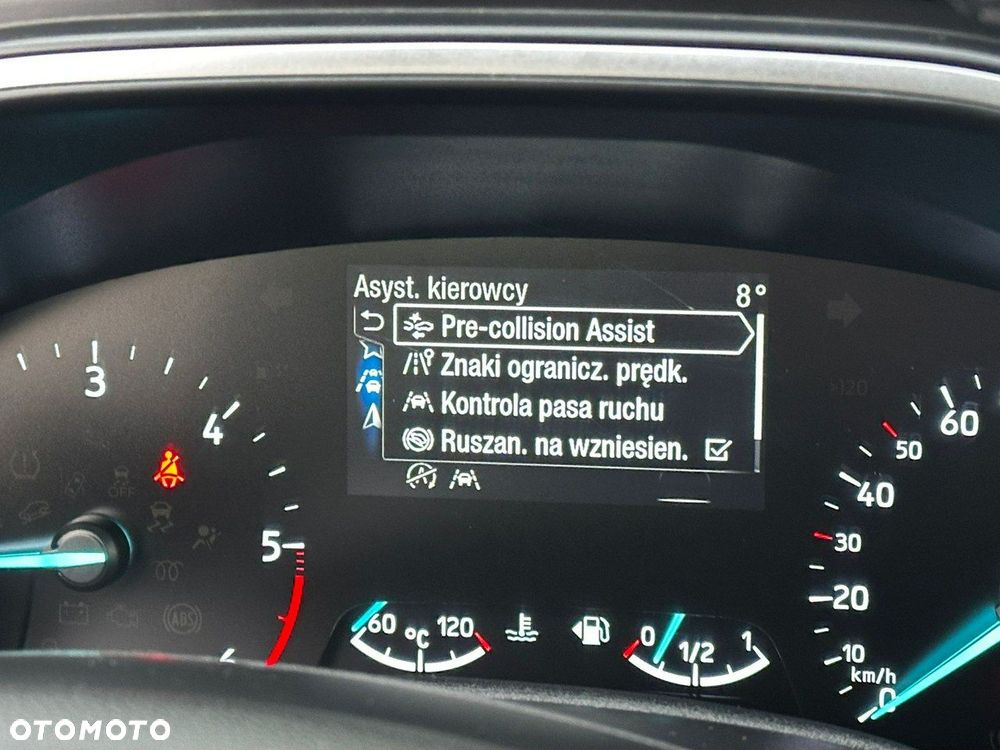 Asyst. kierowcy 8°
Pre-collision Assist
Znaki ogranicz. prędk.
Kontrola pasa ruchu
Ruszan. na wzniesien.
3
4
5
OFF
ABS
60 °C 120
0 1/2 1
60
50
40
30
20
10
km/h
0
120
OTOMOTO